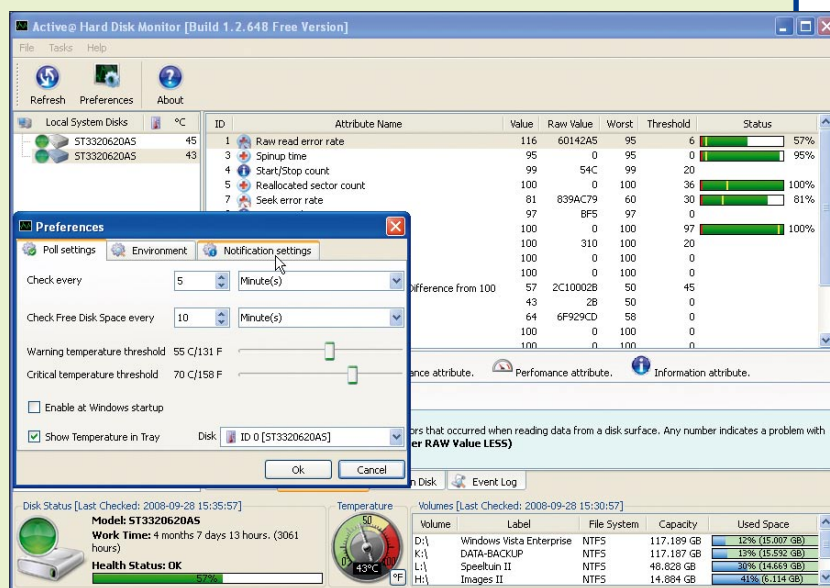 Active@ Hard Disk Monitor [Build 1.2.648 Free Version]
File Tasks Help
Refresh Preferences About
Local System Disks °C
ST3320620AS 45
ST3320620AS 43
ID Attribute Name Value Raw Value Worst Threshold Status
1 Raw read error rate 116 60142A5 95 6 57%
3 Spinup time 95 0 95 0 95%
4 Start/Stop count 99 54C 99 20
5 Reallocated sector count 100 0 100 36 100%
7 Seek error rate 81 839AC79 60 30 81%
97 BF5 97 0
100 0 100 97 100%
100 310 100 20
100 0 100 0
100 0 100 0
Difference from 100 57 2C10002B 50 45
43 2B 50 0
64 6F929CD 58 0
100 0 100 0
100 0 100 0
Preferences
Poll settings Environment Notification settings
Check every 5 Minute(s)
Check Free Disk Space every 10 Minute(s)
Warning temperature threshold 55 C/131 F
Critical temperature threshold 70 C/158 F
Enable at Windows startup
Show Temperature in Tray Disk ID 0 [ST3320620AS]
Ok Cancel
attribute. Perfomance attribute. Information attribute.
that occurred when reading data from a disk surface. Any number indicates a problem with
RAW Value LESS)
Disk Event Log
Disk Status [Last Checked: 2008-09-28 15:35:57]
Model: ST3320620AS
Work Time: 4 months 7 days 13 hours. (3061
hours)
Health Status: OK
57%
Temperature
50
0
43°C
°F
Volumes [Last Checked: 2008-09-28 15:30:57]
Volume Label File System Capacity Used Space
D:\ Windows Vista Enterprise NTFS 117.189 GB 12% (15.007 GB)
K:\ DATA-BACKUP NTFS 117.187 GB 13% (15.592 GB)
L:\ Speeltuin II NTFS 48.828 GB 30% (14.669 GB)
H:\ Images II NTFS 14.884 GB 41% (6.114 GB)